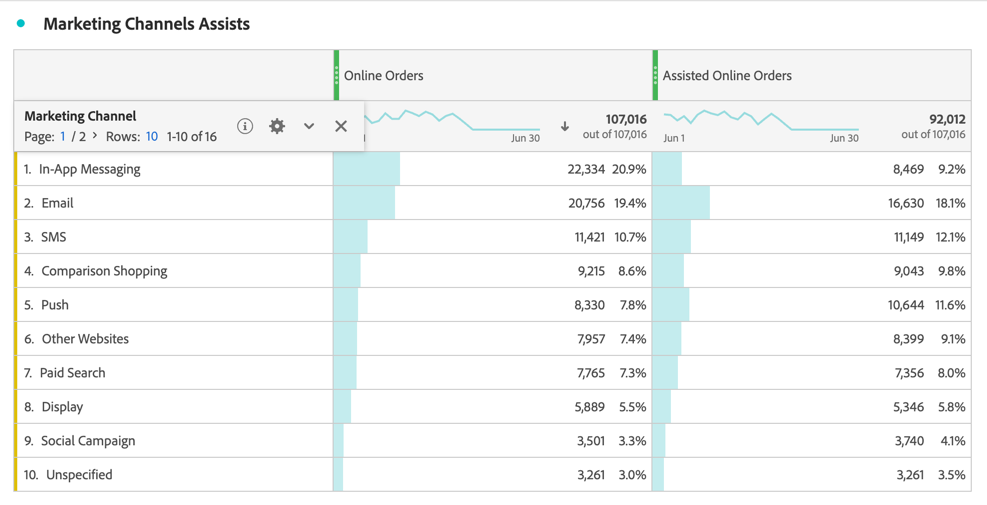 Marketing Channels Assists
Online Orders
Assisted Online Orders
Marketing Channel
Page: 1 / 2 > Rows: 10 1-10 of 16
Jun 30
107,016
out of 107,016
Jun 1
Jun 30
92,012
out of 107,016
1. In-App Messaging 22,334 20.9% 8,469 9.2%
2. Email 20,756 19.4% 16,630 18.1%
3. SMS 11,421 10.7% 11,149 12.1%
4. Comparison Shopping 9,215 8.6% 9,043 9.8%
5. Push 8,330 7.8% 10,644 11.6%
6. Other Websites 7,957 7.4% 8,399 9.1%
7. Paid Search 7,765 7.3% 7,356 8.0%
8. Display 5,889 5.5% 5,346 5.8%
9. Social Campaign 3,501 3.3% 3,740 4.1%
10. Unspecified 3,261 3.0% 3,261 3.5%